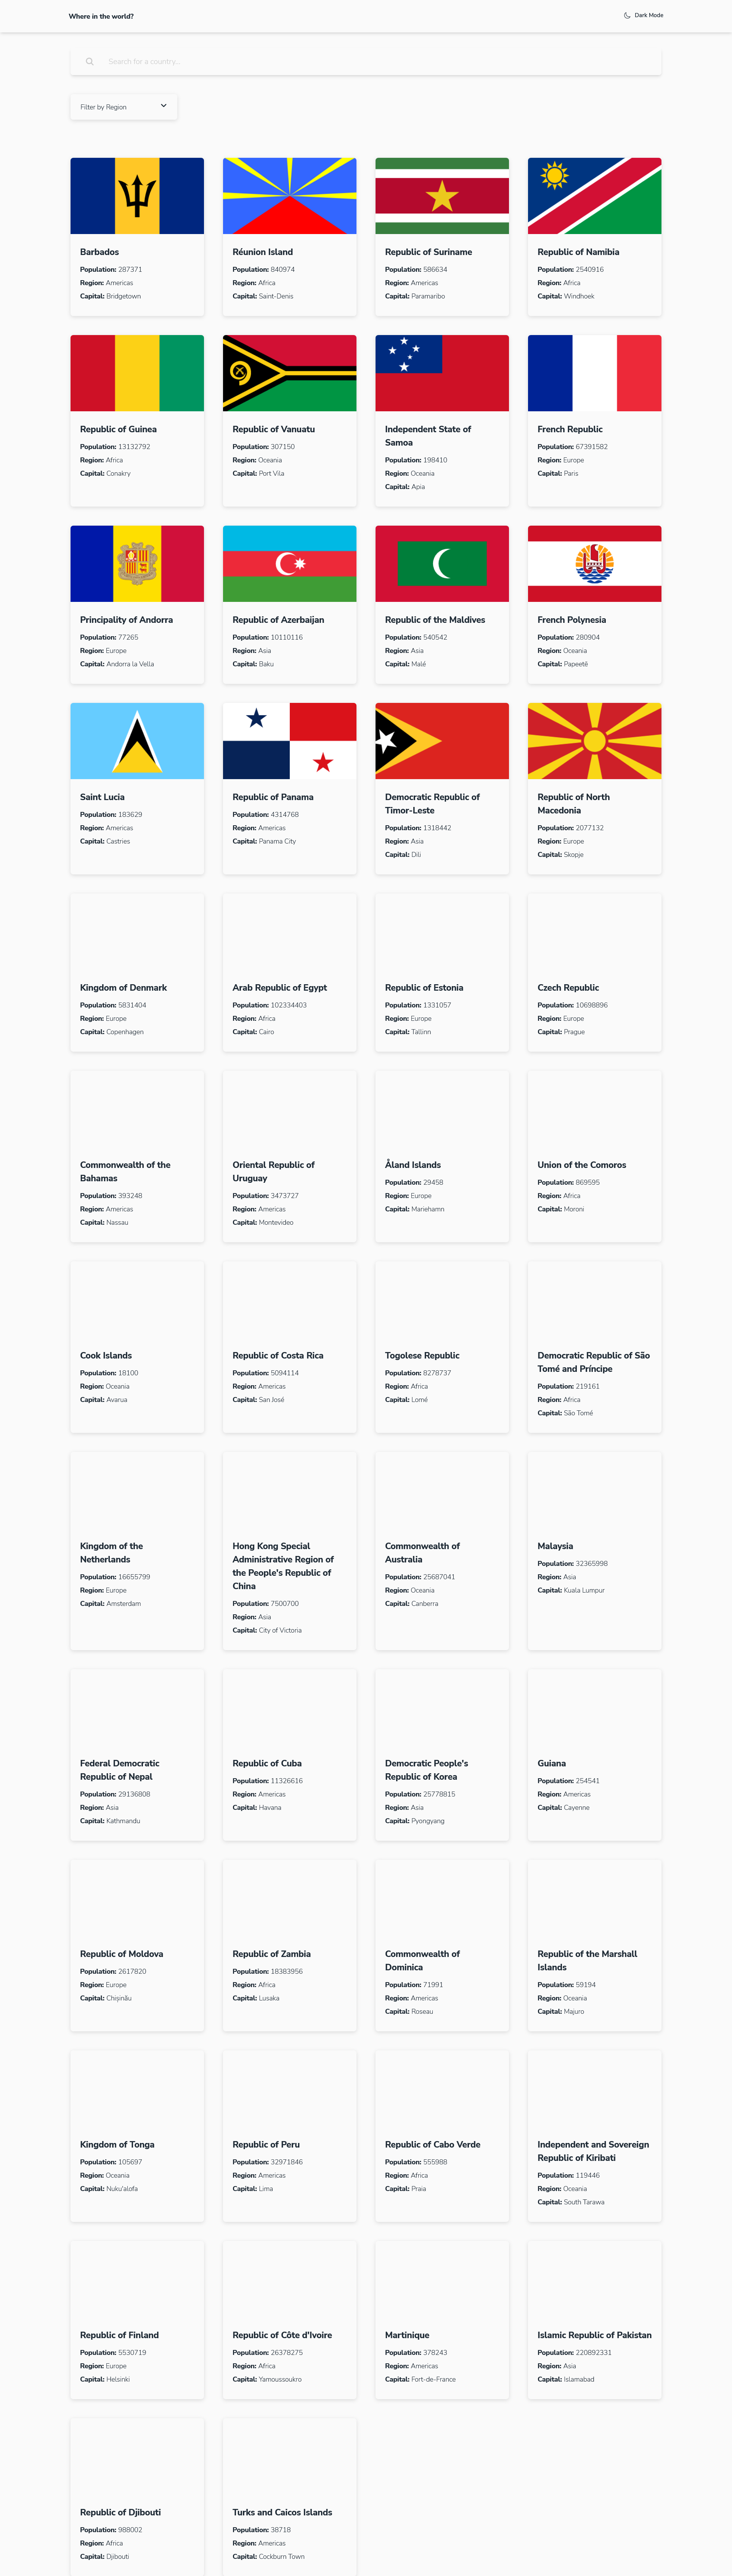 Where in the world?
Dark Mode
Search for a country...
Filter by Region
Barbados
Population: 287371
Region: Americas
Capital: Bridgetown
Réunion Island
Population: 840974
Region: Africa
Capital: Saint-Denis
Republic of Suriname
Population: 586634
Region: Americas
Capital: Paramaribo
Republic of Namibia
Population: 2540916
Region: Africa
Capital: Windhoek
Republic of Guinea
Population: 13132792
Region: Africa
Capital: Conakry
Republic of Vanuatu
Population: 307150
Region: Oceania
Capital: Port Vila
Independent State of
Samoa
Population: 198410
Region: Oceania
Capital: Apia
French Republic
Population: 67391582
Region: Europe
Capital: Paris
Principality of Andorra
Population: 77265
Region: Europe
Capital: Andorra la Vella
Republic of Azerbaijan
Population: 10110116
Region: Asia
Capital: Baku
Republic of the Maldives
Population: 540542
Region: Asia
Capital: Malé
French Polynesia
Population: 280904
Region: Oceania
Capital: Papeetē
Saint Lucia
Population: 183629
Region: Americas
Capital: Castries
Republic of Panama
Population: 4314768
Region: Americas
Capital: Panama City
Democratic Republic of
Timor-Leste
Population: 1318442
Region: Asia
Capital: Dili
Republic of North
Macedonia
Population: 2077132
Region: Europe
Capital: Skopje
Kingdom of Denmark
Population: 5831404
Region: Europe
Capital: Copenhagen
Arab Republic of Egypt
Population: 102334403
Region: Africa
Capital: Cairo
Republic of Estonia
Population: 1331057
Region: Europe
Capital: Tallinn
Czech Republic
Population: 10698896
Region: Europe
Capital: Prague
Commonwealth of the
Bahamas
Population: 393248
Region: Americas
Capital: Nassau
Oriental Republic of
Uruguay
Population: 3473727
Region: Americas
Capital: Montevideo
Åland Islands
Population: 29458
Region: Europe
Capital: Mariehamn
Union of the Comoros
Population: 869595
Region: Africa
Capital: Moroni
Cook Islands
Population: 18100
Region: Oceania
Capital: Avarua
Republic of Costa Rica
Population: 5094114
Region: Americas
Capital: San José
Togolese Republic
Population: 8278737
Region: Africa
Capital: Lomé
Democratic Republic of São
Tomé and Príncipe
Population: 219161
Region: Africa
Capital: São Tomé
Kingdom of the
Netherlands
Population: 16655799
Region: Europe
Capital: Amsterdam
Hong Kong Special
Administrative Region of
the People's Republic of
China
Population: 7500700
Region: Asia
Capital: City of Victoria
Commonwealth of
Australia
Population: 25687041
Region: Oceania
Capital: Canberra
Malaysia
Population: 32365998
Region: Asia
Capital: Kuala Lumpur
Federal Democratic
Republic of Nepal
Population: 29136808
Region: Asia
Capital: Kathmandu
Republic of Cuba
Population: 11326616
Region: Americas
Capital: Havana
Democratic People's
Republic of Korea
Population: 25778815
Region: Asia
Capital: Pyongyang
Guiana
Population: 254541
Region: Americas
Capital: Cayenne
Republic of Moldova
Population: 2617820
Region: Europe
Capital: Chișinău
Republic of Zambia
Population: 18383956
Region: Africa
Capital: Lusaka
Commonwealth of
Dominica
Population: 71991
Region: Americas
Capital: Roseau
Republic of the Marshall
Islands
Population: 59194
Region: Oceania
Capital: Majuro
Kingdom of Tonga
Population: 105697
Region: Oceania
Capital: Nuku'alofa
Republic of Peru
Population: 32971846
Region: Americas
Capital: Lima
Republic of Cabo Verde
Population: 555988
Region: Africa
Capital: Praia
Independent and Sovereign
Republic of Kiribati
Population: 119446
Region: Oceania
Capital: South Tarawa
Republic of Finland
Population: 5530719
Region: Europe
Capital: Helsinki
Republic of Côte d'Ivoire
Population: 26378275
Region: Africa
Capital: Yamoussoukro
Martinique
Population: 378243
Region: Americas
Capital: Fort-de-France
Islamic Republic of Pakistan
Population: 220892331
Region: Asia
Capital: Islamabad
Republic of Djibouti
Population: 988002
Region: Africa
Capital: Djibouti
Turks and Caicos Islands
Population: 38718
Region: Americas
Capital: Cockburn Town